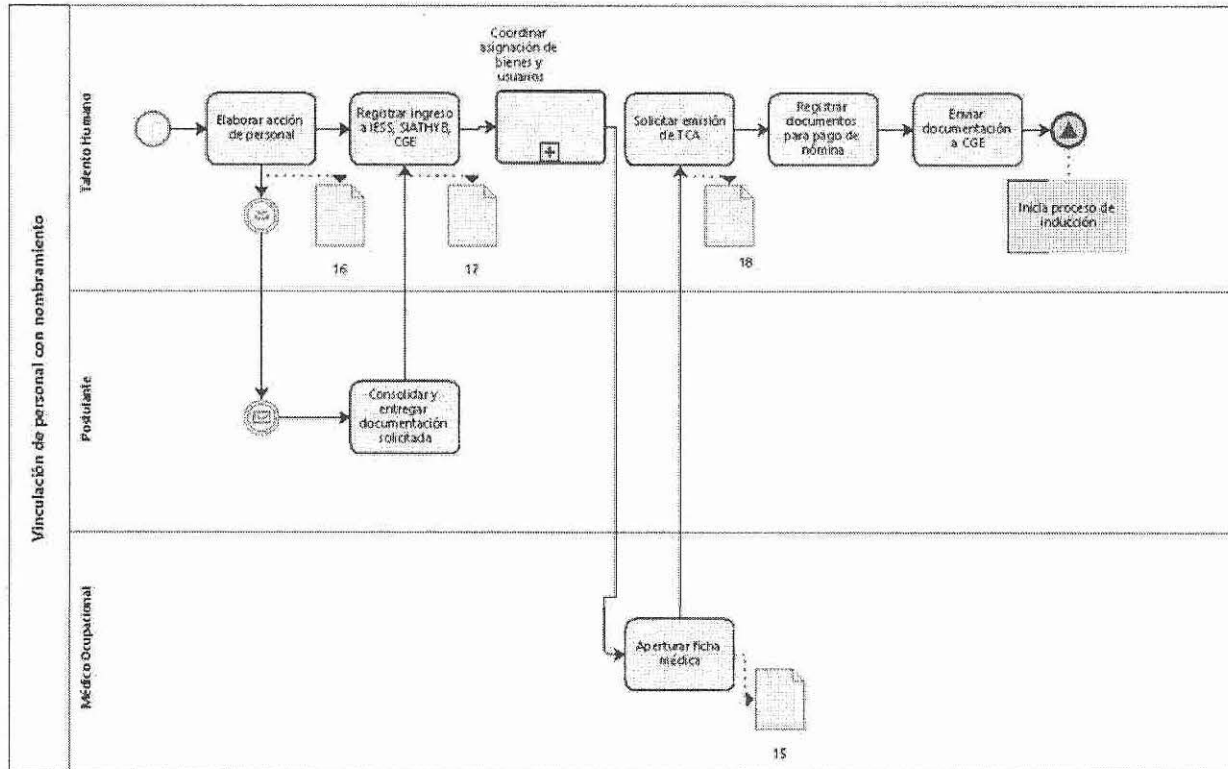 Vinculación de personal con nombramiento
Talento Humano
Elaborar acción
de personal
Registrar ingreso
a IESS, SIATHYB,
CGE
Coordinar
asignación de
bienes y
usuarios
Solicitar emisión
de TCA
Registrar
documentos
para pago de
nómina
Enviar
documentación
a CGE
Inicia proceso de
inducción
16
17
18
Postulante
Consolidar y
entregar
documentación
solicitada
Médico Ocupacional
Aperturar ficha
médica
15